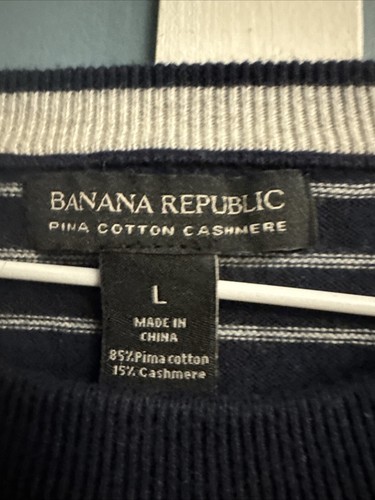 BANANA REPUBLIC
PIMA COTTON CASHMERE
L
MADE IN
CHINA
85%Pima cotton
15% Cashmere